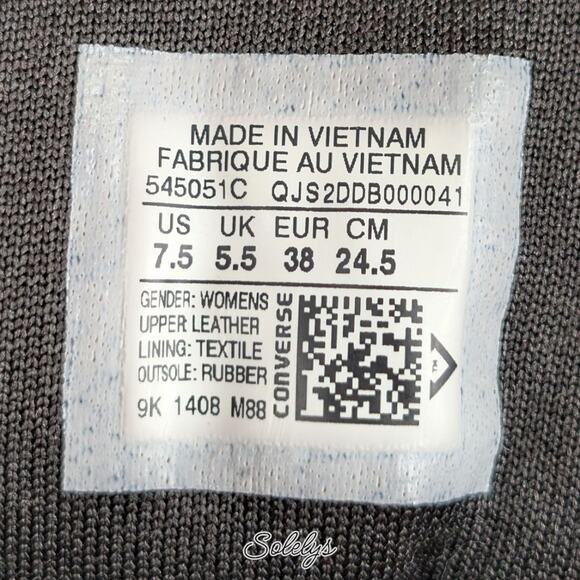 MADE IN VIETNAM
FABRIQUE AU VIETNAM
545051C QJS2DDB000041
US UK EUR CM
7.5 5.5 38 24.5
GENDER: WOMENS
UPPER LEATHER
LINING: TEXTILE
OUTSOLE: RUBBER
9K 1408 M88
CONVERSE
Solelys